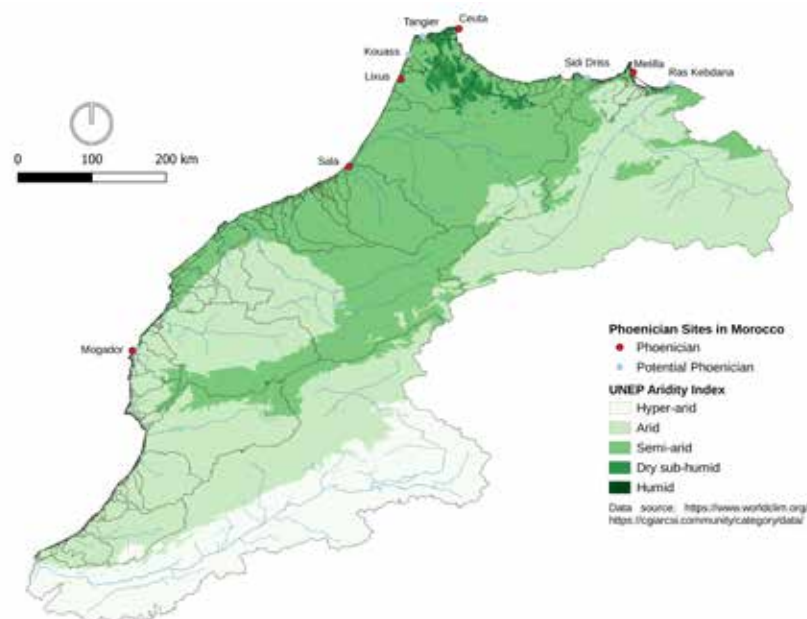 Tangier
Ceuta
Kouass
Lixus
Sidi Driss
Melilla
Ras Kebdana
0 100 200 km
Sala
Mogador
Phoenician Sites in Morocco
Phoenician
Potential Phoenician
UNEP Aridity Index
Hyper-arid
Arid
Semi-arid
Dry sub-humid
Humid
Data source: https://www.worldclim.org/
https://cgiarcsi.community/category/data/